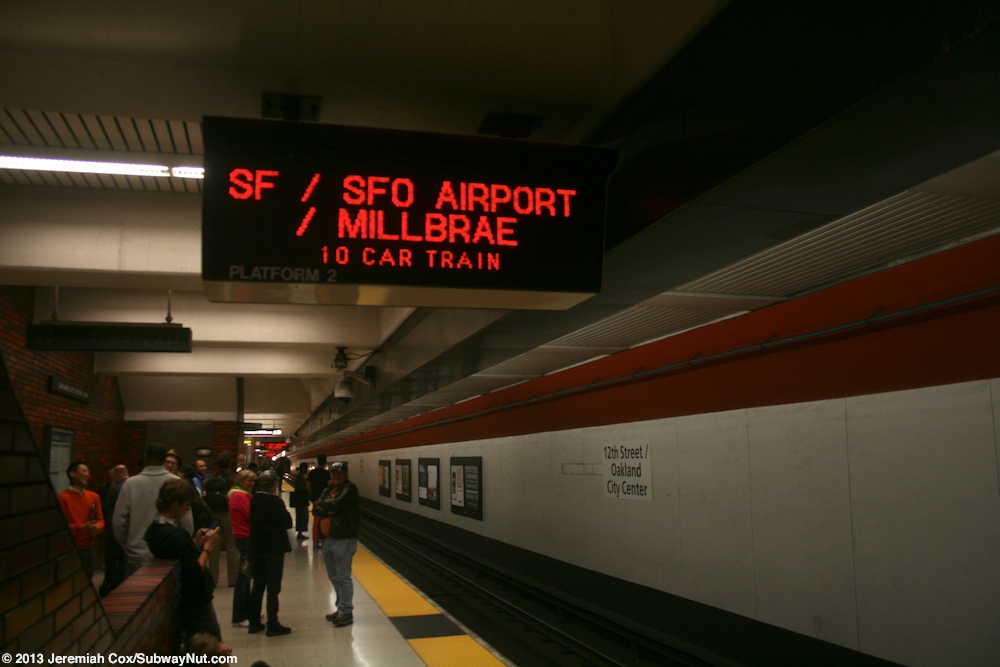 SF / SFO AIRPORT
/ MILLBRAE
10 CAR TRAIN
PLATFORM 2
12th Street /
Oakland
City Center
© 2013 Jeremiah Cox/SubwayNut.com